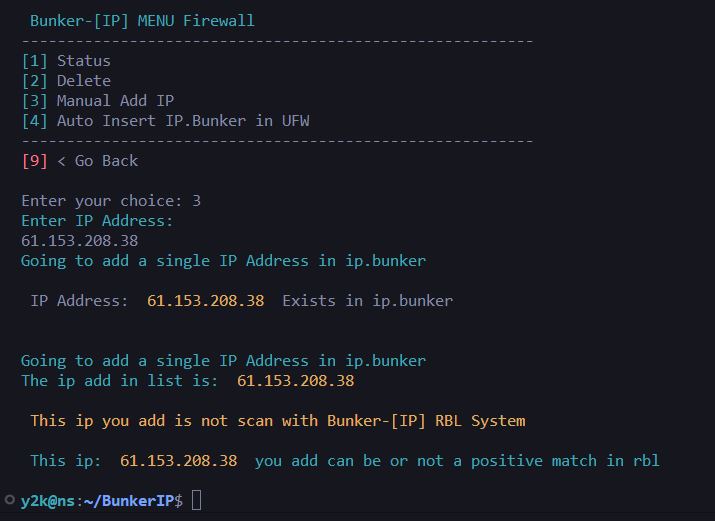 Bunker-[IP] MENU Firewall
---------------------------------------------------------
[1] Status
[2] Delete
[3] Manual Add IP
[4] Auto Insert IP.Bunker in UFW
---------------------------------------------------------
[9] < Go Back
Enter your choice: 3
Enter IP Address:
61.153.208.38
Going to add a single IP Address in ip.bunker
IP Address:  61.153.208.38  Exists in ip.bunker
Going to add a single IP Address in ip.bunker
The ip add in list is:  61.153.208.38
This ip you add is not scan with Bunker-[IP] RBL System
This ip:  61.153.208.38  you add can be or not a positive match in rbl
y2k@ns:~/BunkerIP$